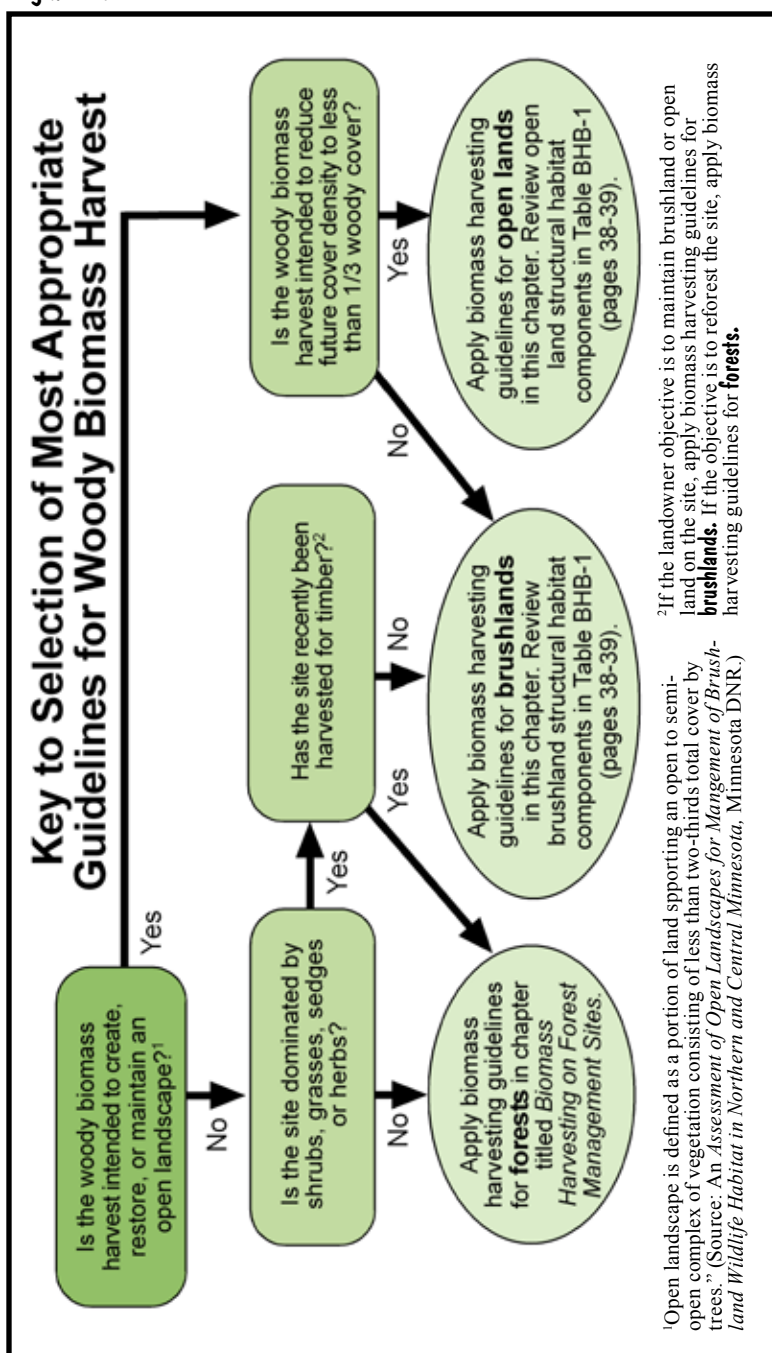 Key to Selection of Most Appropriate
Guidelines for Woody Biomass Harvest
Is the woody biomass
harvest intended to create,
restore, or maintain an
open landscape?¹
Yes
No
Is the woody biomass
harvest intended to reduce
future cover density to less
than 1/3 woody cover?
Is the site dominated by
shrubs, grasses, sedges
or herbs?
Yes
No
Has the site recently been
harvested for timber?²
No
Yes
No
Yes
Apply biomass
harvesting guidelines
for forests in chapter
titled Biomass
Harvesting on Forest
Management Sites.
Apply biomass harvesting
guidelines for brushlands
in this chapter. Review
brushland structural habitat
components in Table BHB-1
(pages 38-39).
Apply biomass harvesting
guidelines for open lands
in this chapter. Review open
land structural habitat
components in Table BHB-1
(pages 38-39).
¹Open landscape is defined as a portion of land spporting an open to semi-
open complex of vegetation consisting of less than two-thirds total cover by
trees.” (Source: An Assessment of Open Landscapes for Mangement of Brush-
land Wildlife Habitat in Northern and Central Minnesota, Minnesota DNR.)
²If the landowner objective is to maintain brushland or open
land on the site, apply biomass harvesting guidelines for
brushlands. If the objective is to reforest the site, apply biomass
harvesting guidelines for forests.